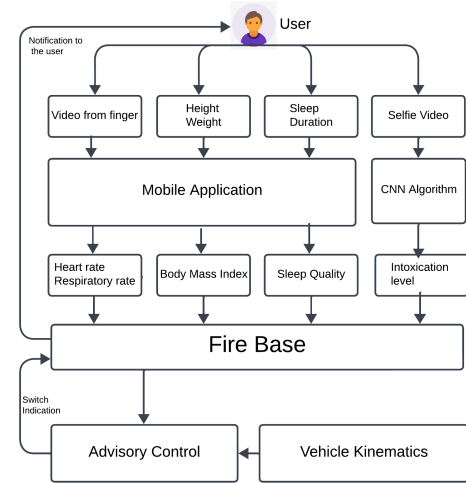 User
Notification to
the user
Video from finger
Height
Weight
Sleep
Duration
Selfie Video
Mobile Application
CNN Algorithm
Heart rate
Respiratory rate
Body Mass Index
Sleep Quality
Intoxication
level
Fire Base
Switch
Indication
Advisory Control
Vehicle Kinematics